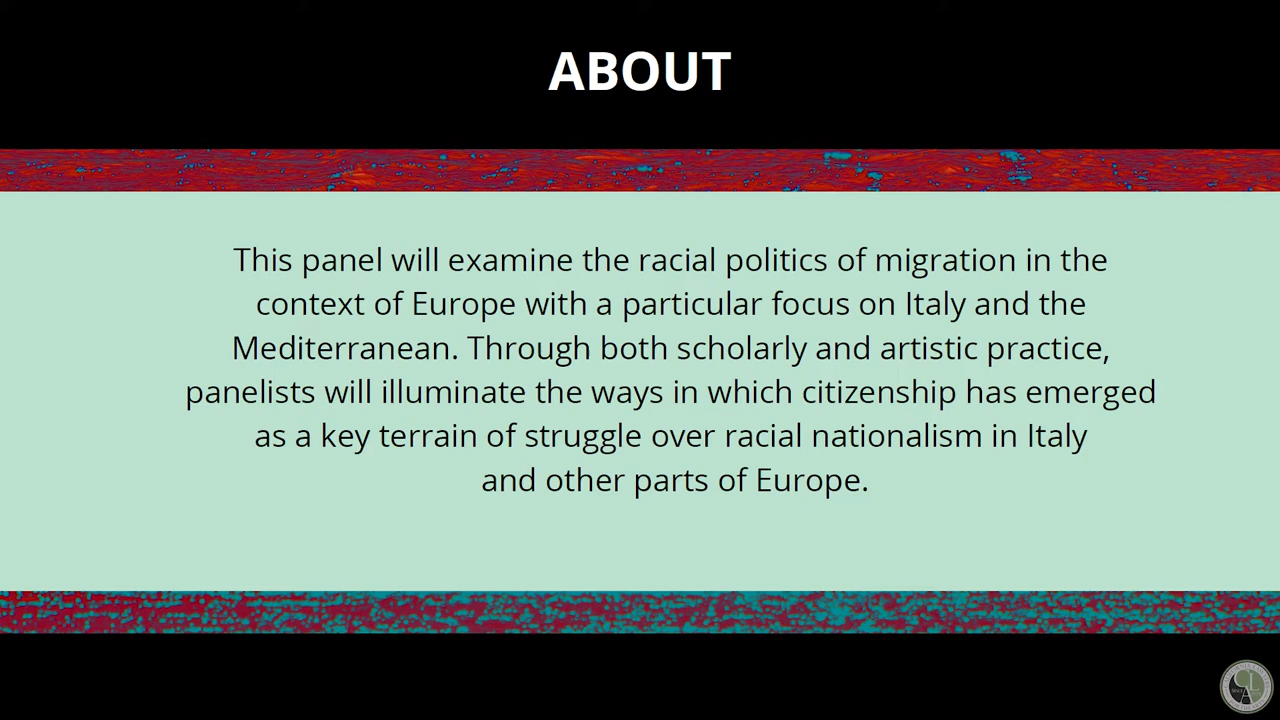 ABOUT
This panel will examine the racial politics of migration in the
context of Europe with a particular focus on Italy and the
Mediterranean. Through both scholarly and artistic practice,
panelists will illuminate the ways in which citizenship has emerged
as a key terrain of struggle over racial nationalism in Italy
and other parts of Europe.